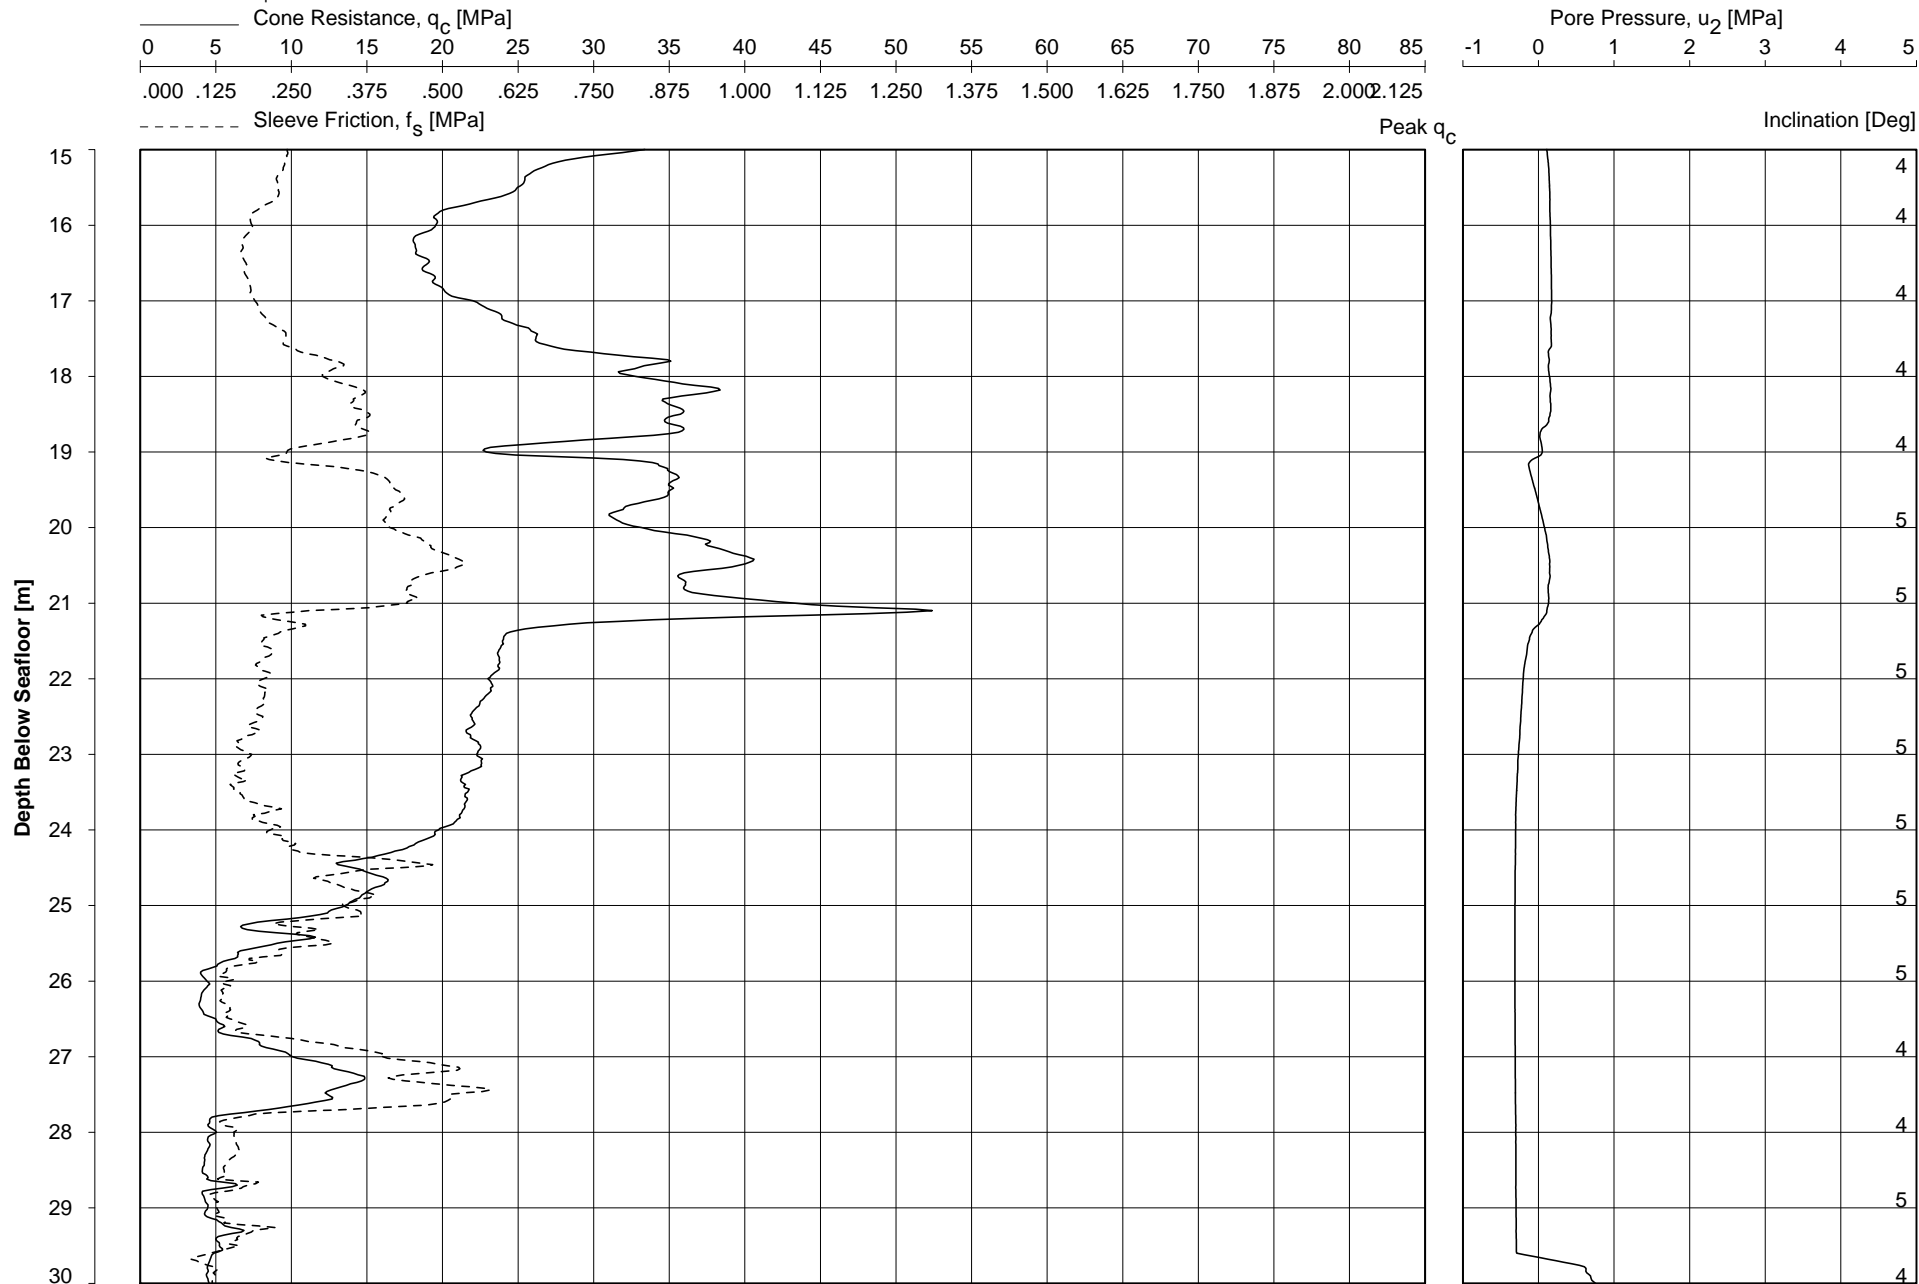 Cone Resistance, qc [MPa]
0 5 10 15 20 25 30 35 40 45 50 55 60 65 70 75 80 85
.000 .125 .250 .375 .500 .625 .750 .875 1.000 1.125 1.250 1.375 1.500 1.625 1.750 1.875 2.000 2.125
Sleeve Friction, fs [MPa]
Peak qc
Pore Pressure, u2 [MPa]
-1 0 1 2 3 4 5
Inclination [Deg]
Depth Below Seafloor [m]
15 4
16 4
17 4
18 4
19 4
20 5
21 5
22 5
23 5
24 5
25 5
26 5
27 4
28 4
29 5
30 4